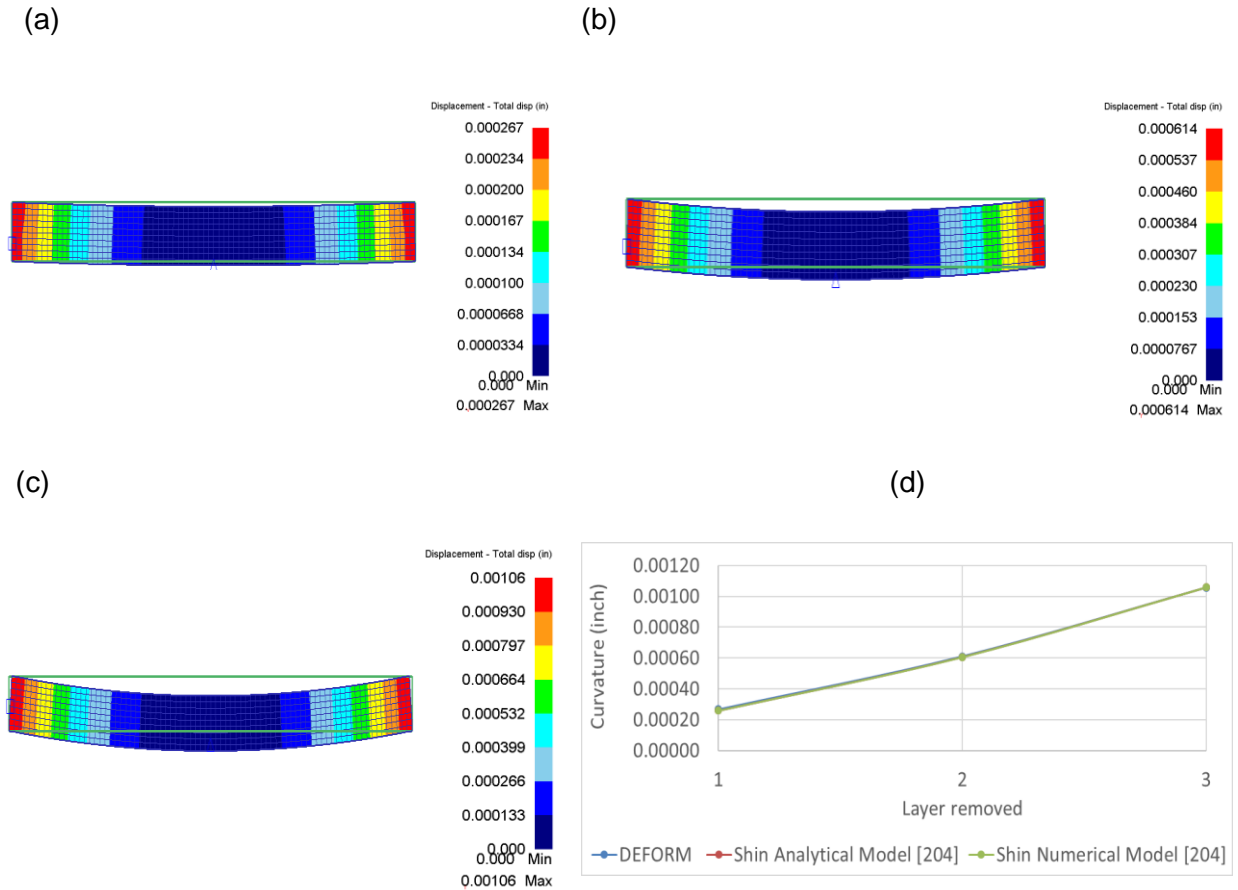 (a)
Displacement - Total disp (in)
0.000267
0.000234
0.000200
0.000167
0.000134
0.000100
0.0000668
0.0000334
0.000
0.000 Min
0.000267 Max
(b)
Displacement - Total disp (in)
0.000614
0.000537
0.000460
0.000384
0.000307
0.000230
0.000153
0.0000767
0.000
0.000 Min
0.000614 Max
(c)
Displacement - Total disp (in)
0.00106
0.000930
0.000797
0.000664
0.000532
0.000399
0.000266
0.000133
0.000
0.000 Min
0.00106 Max
(d)
0.00120
0.00100
0.00080
0.00060
0.00040
0.00020
0.00000
Curvature (inch)
1 2 3
Layer removed
DEFORM Shin Analytical Model [204] Shin Numerical Model [204]